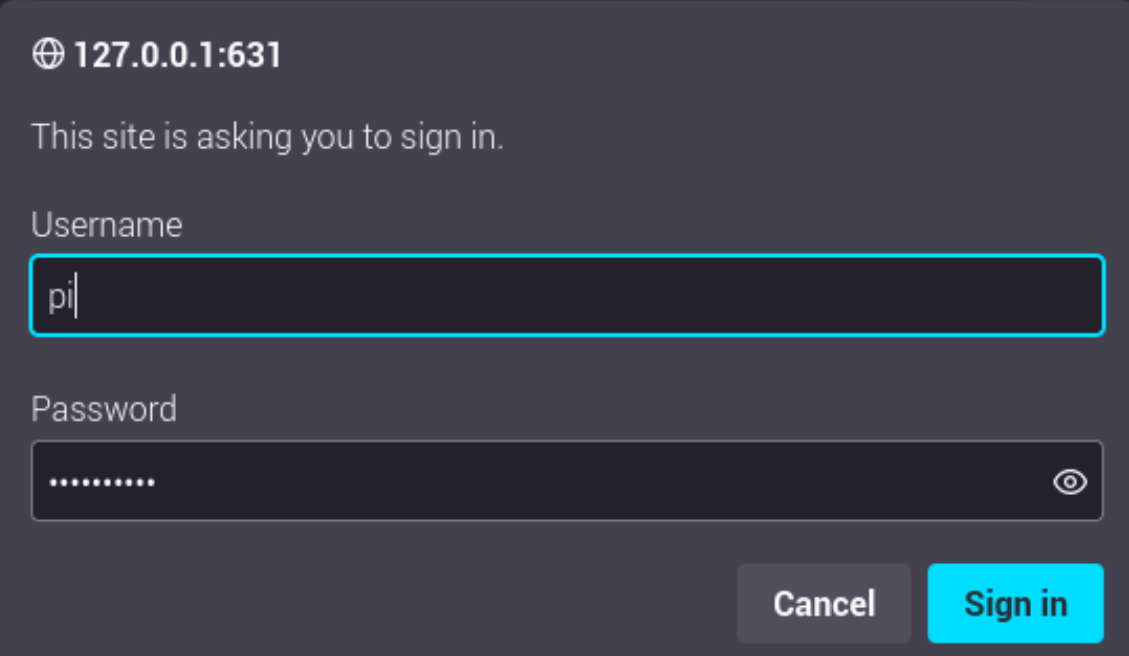 127.0.0.1:631
This site is asking you to sign in.
Username
pi
Password
••••••••••
Cancel Sign in